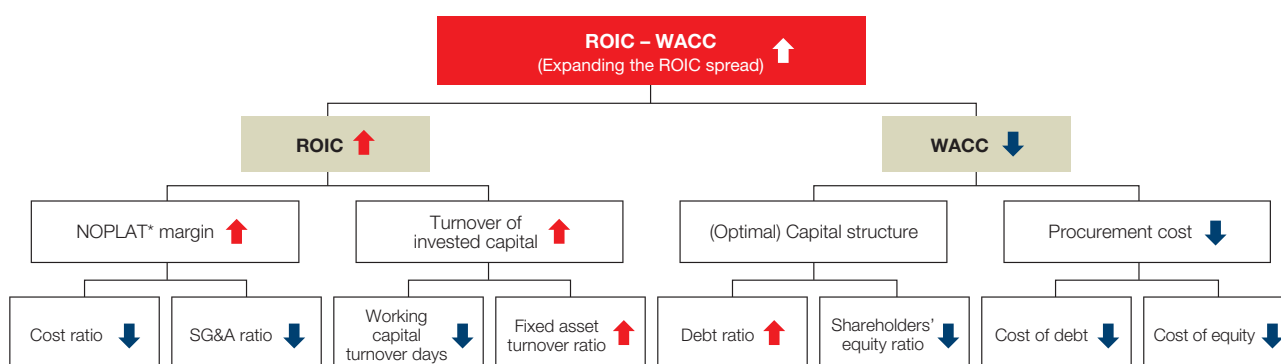 ROIC – WACC
(Expanding the ROIC spread)
ROIC
WACC
NOPLAT* margin
Turnover of
invested capital
(Optimal) Capital structure
Procurement cost
Cost ratio
SG&A ratio
Working
capital
turnover days
Fixed asset
turnover ratio
Debt ratio
Shareholders'
equity ratio
Cost of debt
Cost of equity